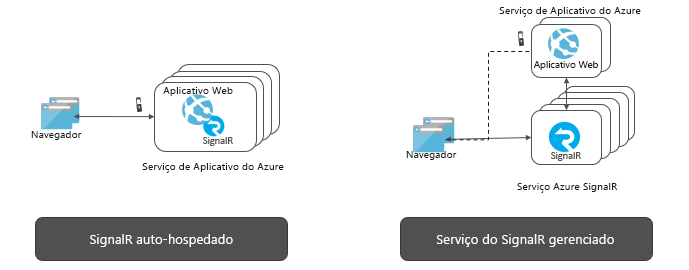 Aplicativo Web
SignalR
Navegador
Serviço de Aplicativo do Azure
SignalR auto-hospedado
Serviço de Aplicativo do Azure
Aplicativo Web
Navegador
SignalR
Serviço Azure SignalR
Serviço do SignalR gerenciado